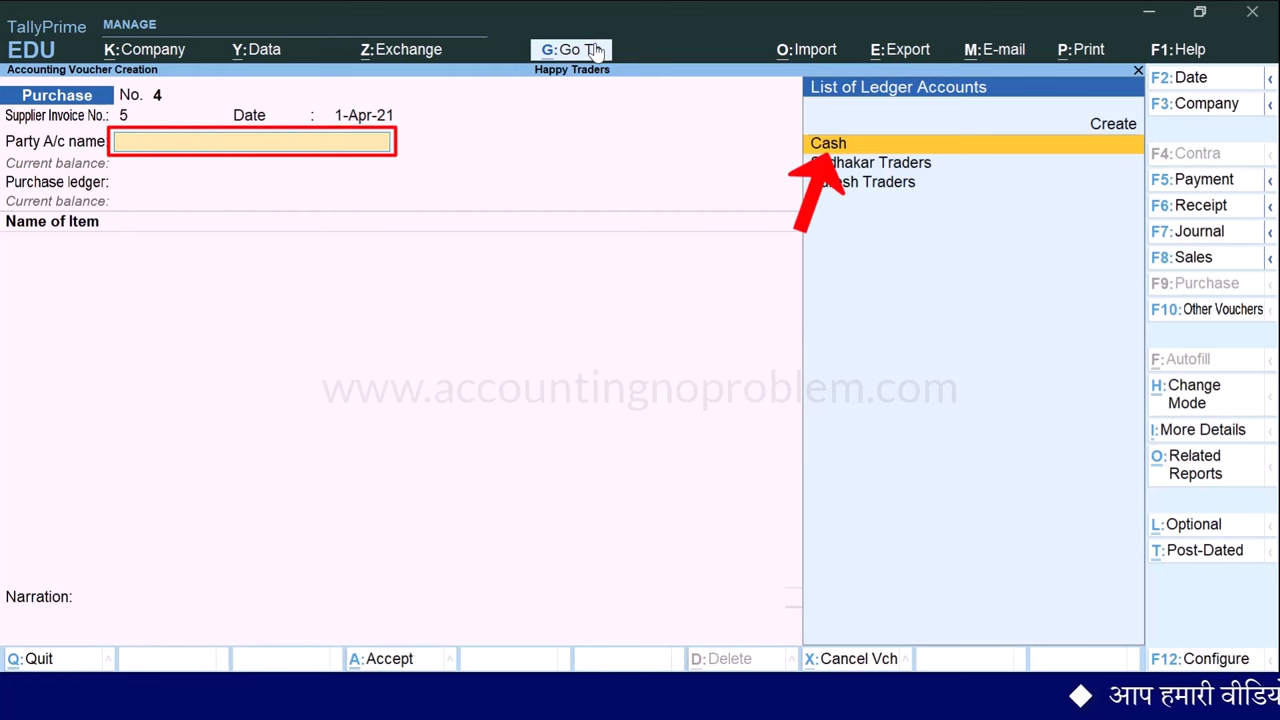 TallyPrime
EDU
MANAGE
K:Company
Y:Data
Z:Exchange
G:Go
O:Import
E:Export
M:E-mail
P:Print
F1:Help
Accounting Voucher Creation
Happy Traders
Purchase No. 4
Supplier Invoice No.: 5 Date : 1-Apr-21
Party A/c name:
Current balance:
Purchase ledger:
Current balance:
Name of Item
List of Ledger Accounts
Create
Cash
Traders
Traders
F2:Date
F3:Company
F4:Contra
F5:Payment
F6:Receipt
F7:Journal
F8:Sales
F9:Purchase
F10:Other Vouchers
F:Autofill
H:Change
Mode
I:More Details
O:Related
Reports
L:Optional
T:Post-Dated
www.accountingnoproblem.com
Narration:
Q:Quit
A:Accept
D:Delete
X:Cancel Vch
F12:Configure
◆ आप हमारी